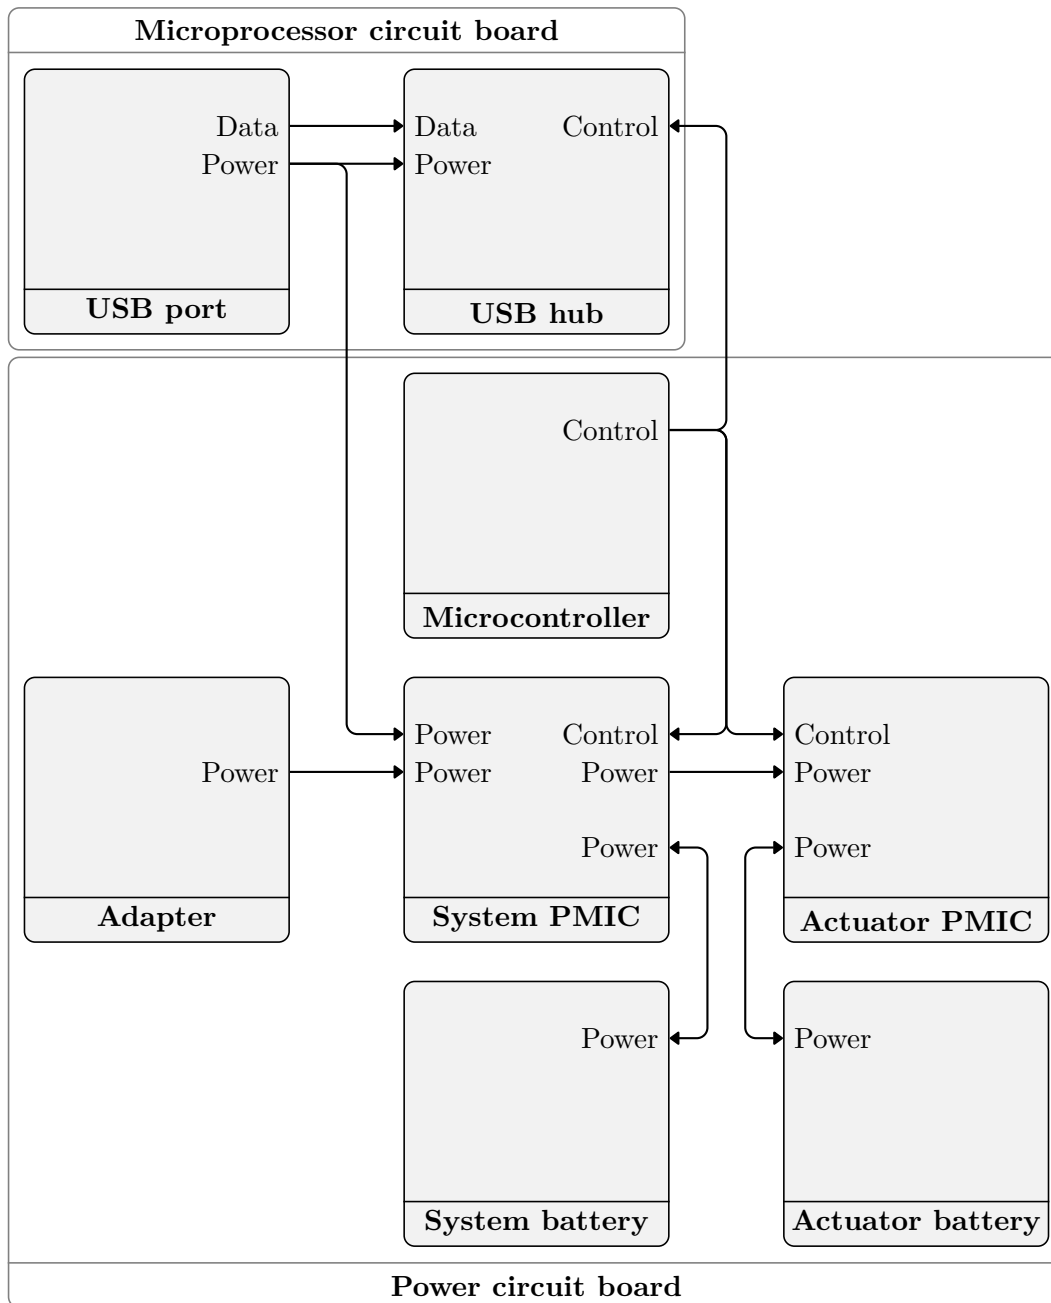 Microprocessor circuit board
Data
Power
USB port
Data
Control
Power
USB hub
Control
Microcontroller
Power
Adapter
Power
Control
Power
Power
Power
System PMIC
Control
Power
Power
Actuator PMIC
Power
System battery
Power
Actuator battery
Power circuit board